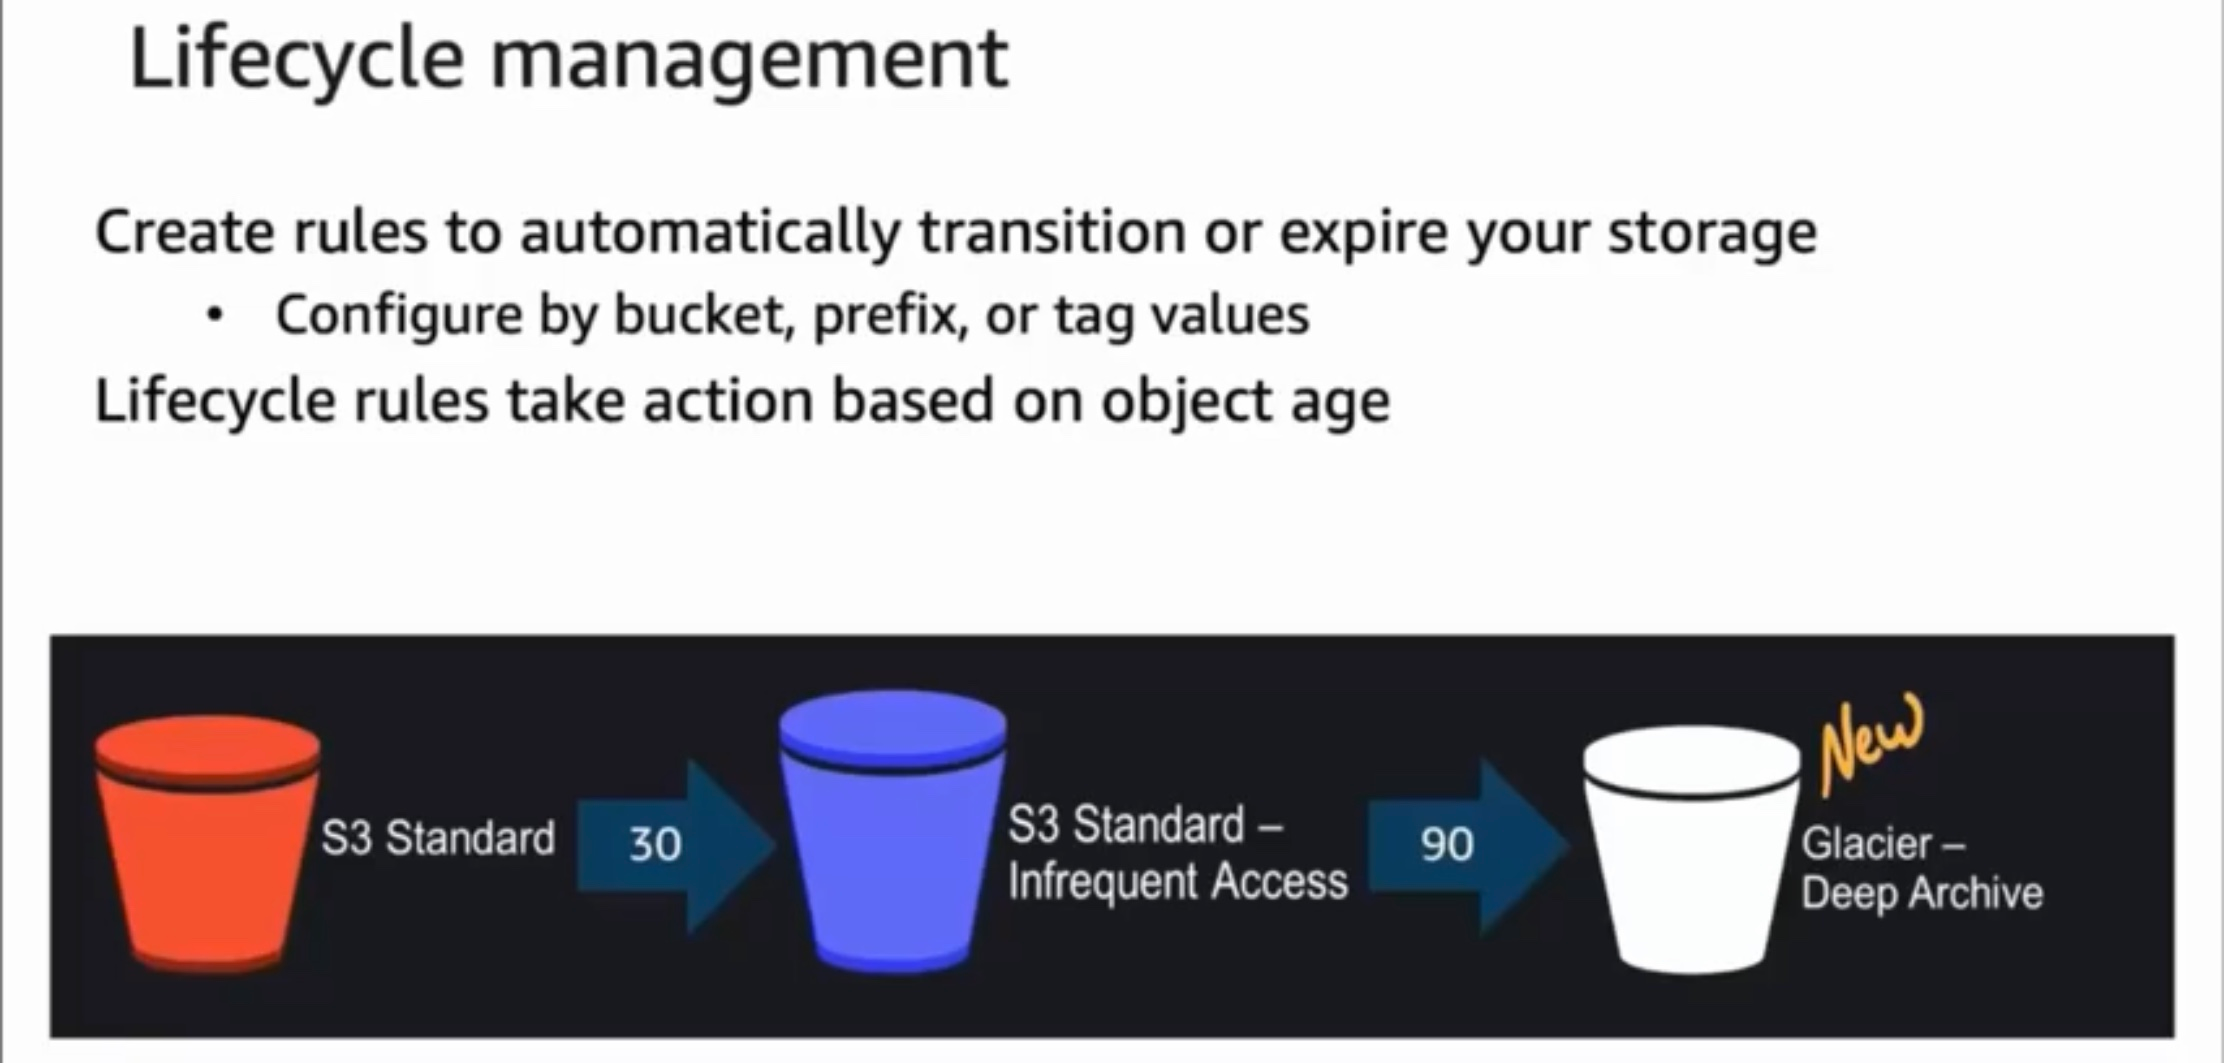 Lifecycle management
Create rules to automatically transition or expire your storage
• Configure by bucket, prefix, or tag values
Lifecycle rules take action based on object age
S3 Standard
30
S3 Standard –
Infrequent Access
90
New
Glacier –
Deep Archive